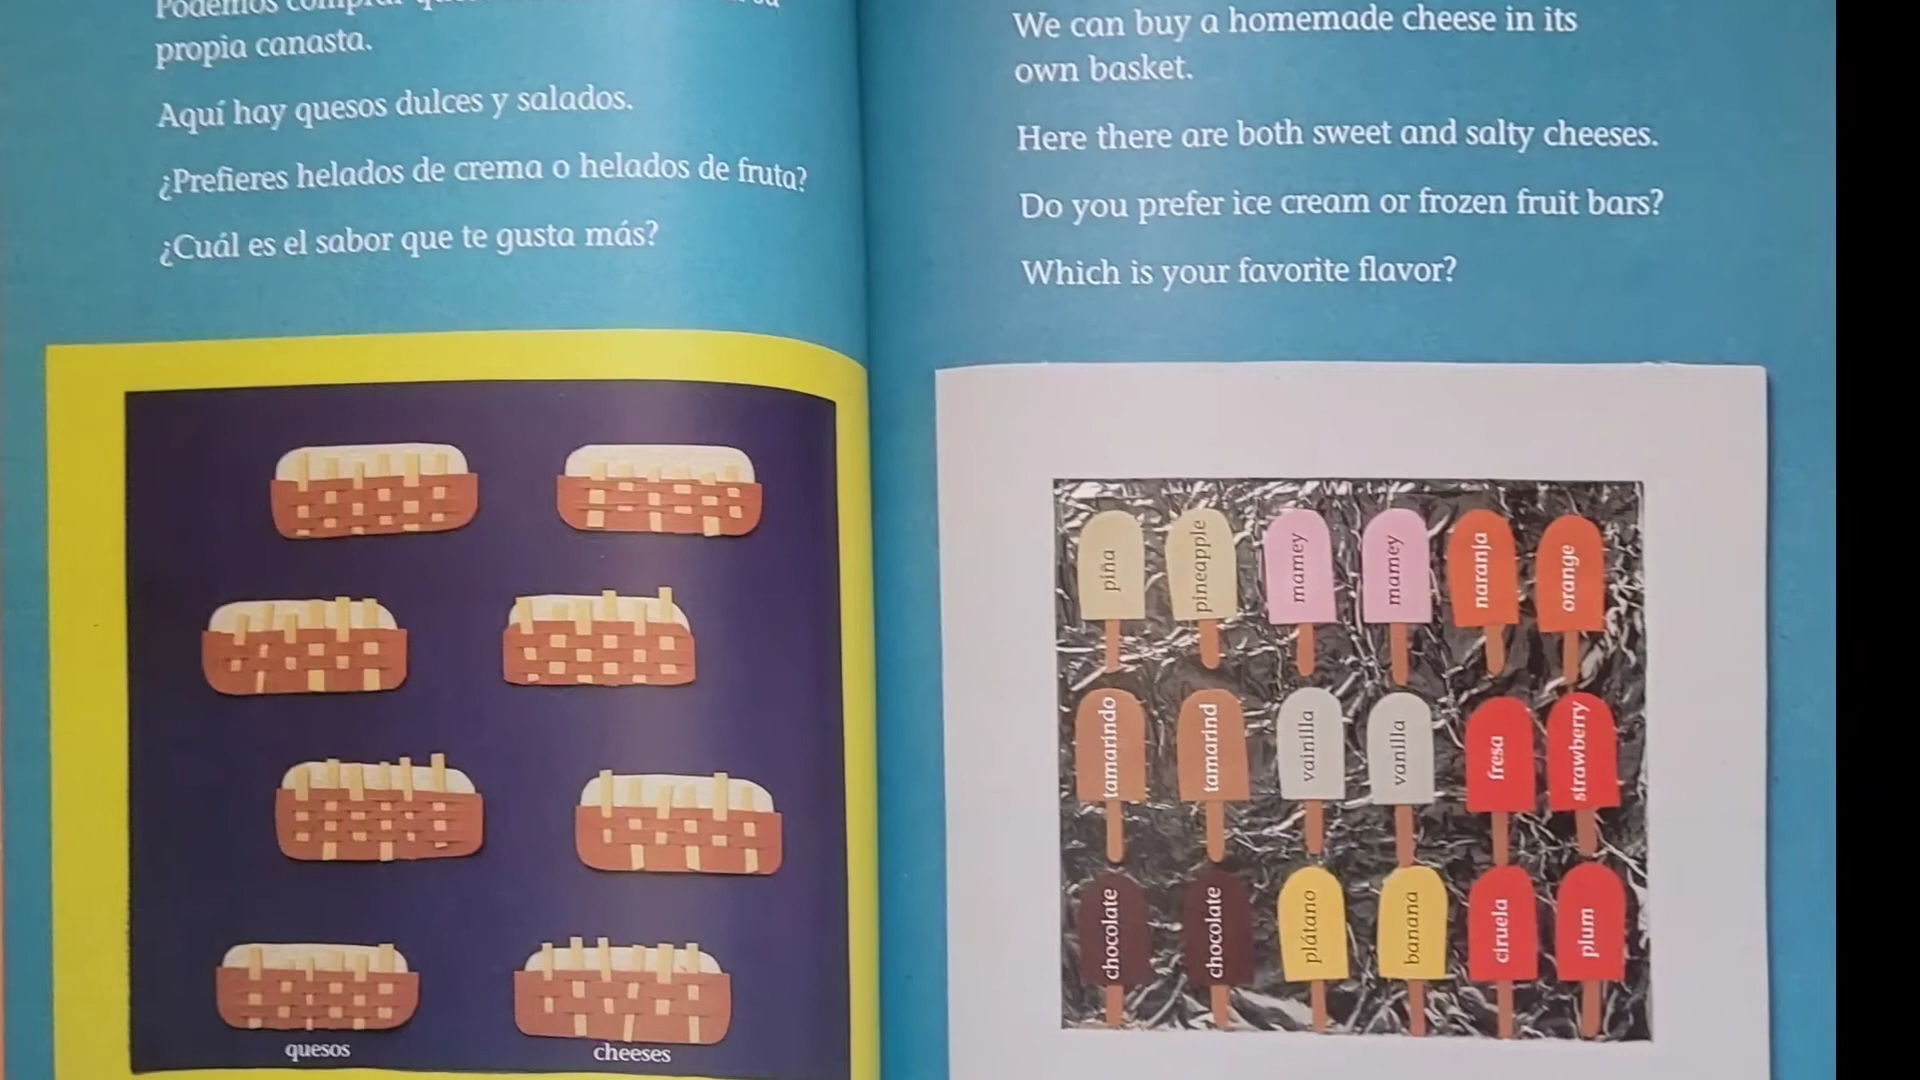 Podemos comprar
propia canasta.
Aquí hay quesos dulces y salados.
¿Prefieres helados de crema o helados de fruta?
¿Cuál es el sabor que te gusta más?
quesos
cheeses
We can buy a homemade cheese in its
own basket.
Here there are both sweet and salty cheeses.
Do you prefer ice cream or frozen fruit bars?
Which is your favorite flavor?
piña
pineapple
mamey
mamey
naranja
orange
tamarindo
tamarind
vainilla
vanilla
fresa
strawberry
chocolate
chocolate
plátano
banana
ciruela
plum